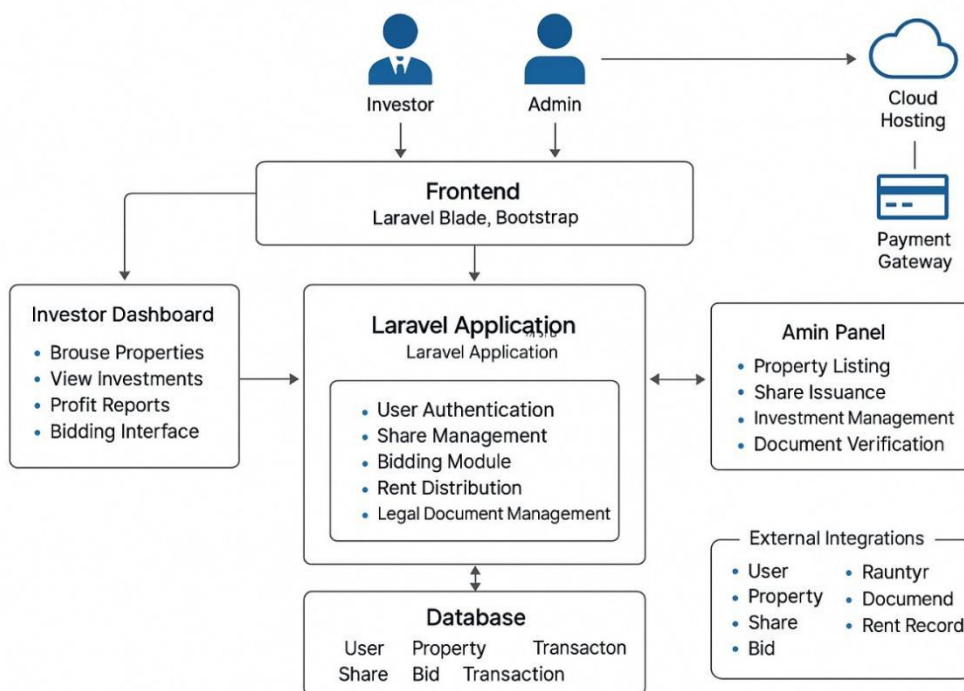 Investor
Admin
Cloud
Hosting
Frontend
Laravel Blade, Bootstrap
Payment
Gateway
Investor Dashboard
Brouse Properties
View Investments
Profit Reports
Bidding Interface
Laravel Application
Laravel Application
User Authentication
Share Management
Bidding Module
Rent Distribution
Legal Document Management
Amin Panel
Property Listing
Share Issuance
Investment Management
Document Verification
External Integrations
User
Property
Share
Bid
Rauntyr
Documend
Rent Record
Database
User Property Transacton
Share Bid Transaction